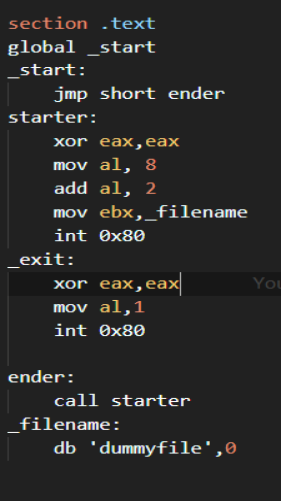 section .text
global _start
_start:
    jmp short ender
starter:
    xor eax,eax
    mov al, 8
    add al, 2
    mov ebx,_filename
    int 0x80
_exit:
    xor eax,eax
    mov al,1
    int 0x80
ender:
    call starter
_filename:
    db 'dummyfile',0